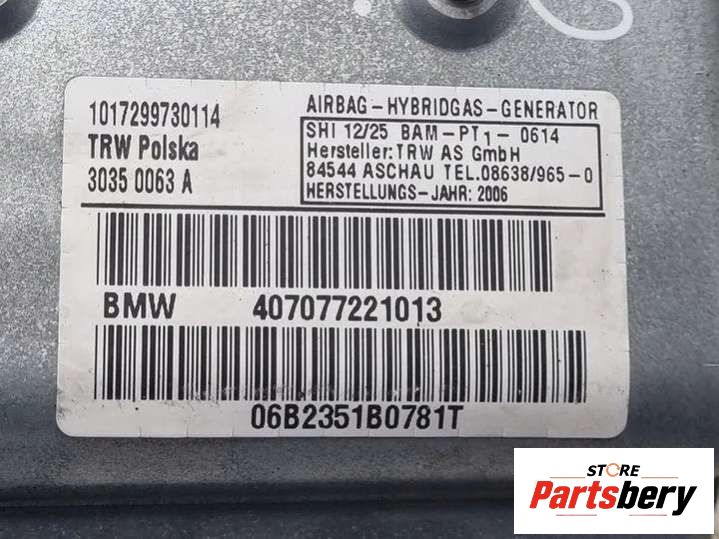 1017299730114
TRW Polska
3035 0063 A
AIRBAG-HYBRIDGAS-GENERATOR
SHI 12/25 BAM-PT1-0614
Hersteller:TRW AS GmbH
84544 ASCHAU TEL.08638/965-0
HERSTELLUNGS-JAHR: 2006
BMW 407077221013
06B2351B0781T
STORE
Partsbery